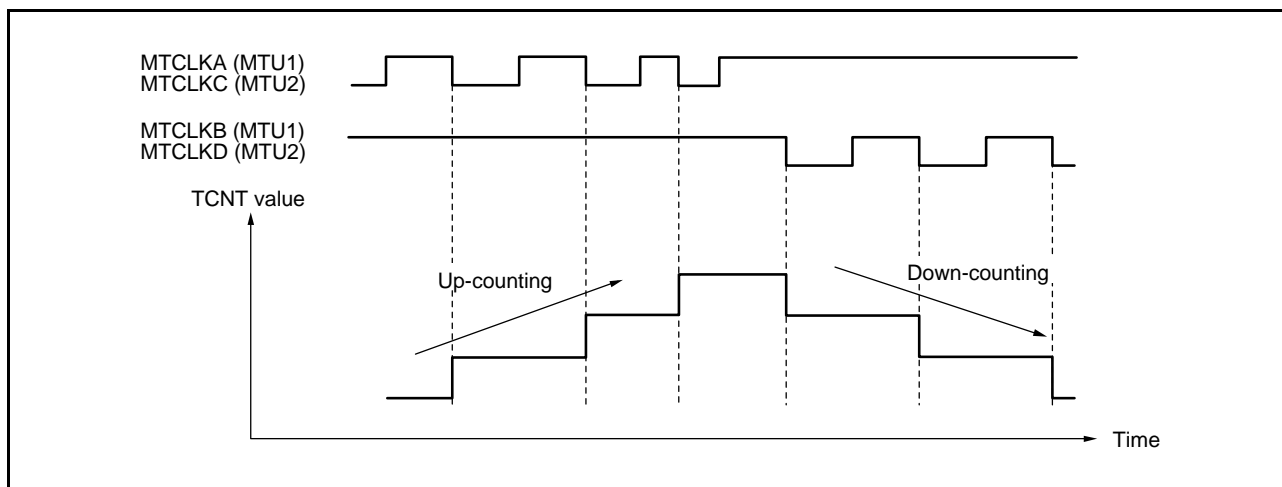 MTCLKA (MTU1)
MTCLKC (MTU2)
MTCLKB (MTU1)
MTCLKD (MTU2)
TCNT value
Up-counting
Down-counting
Time